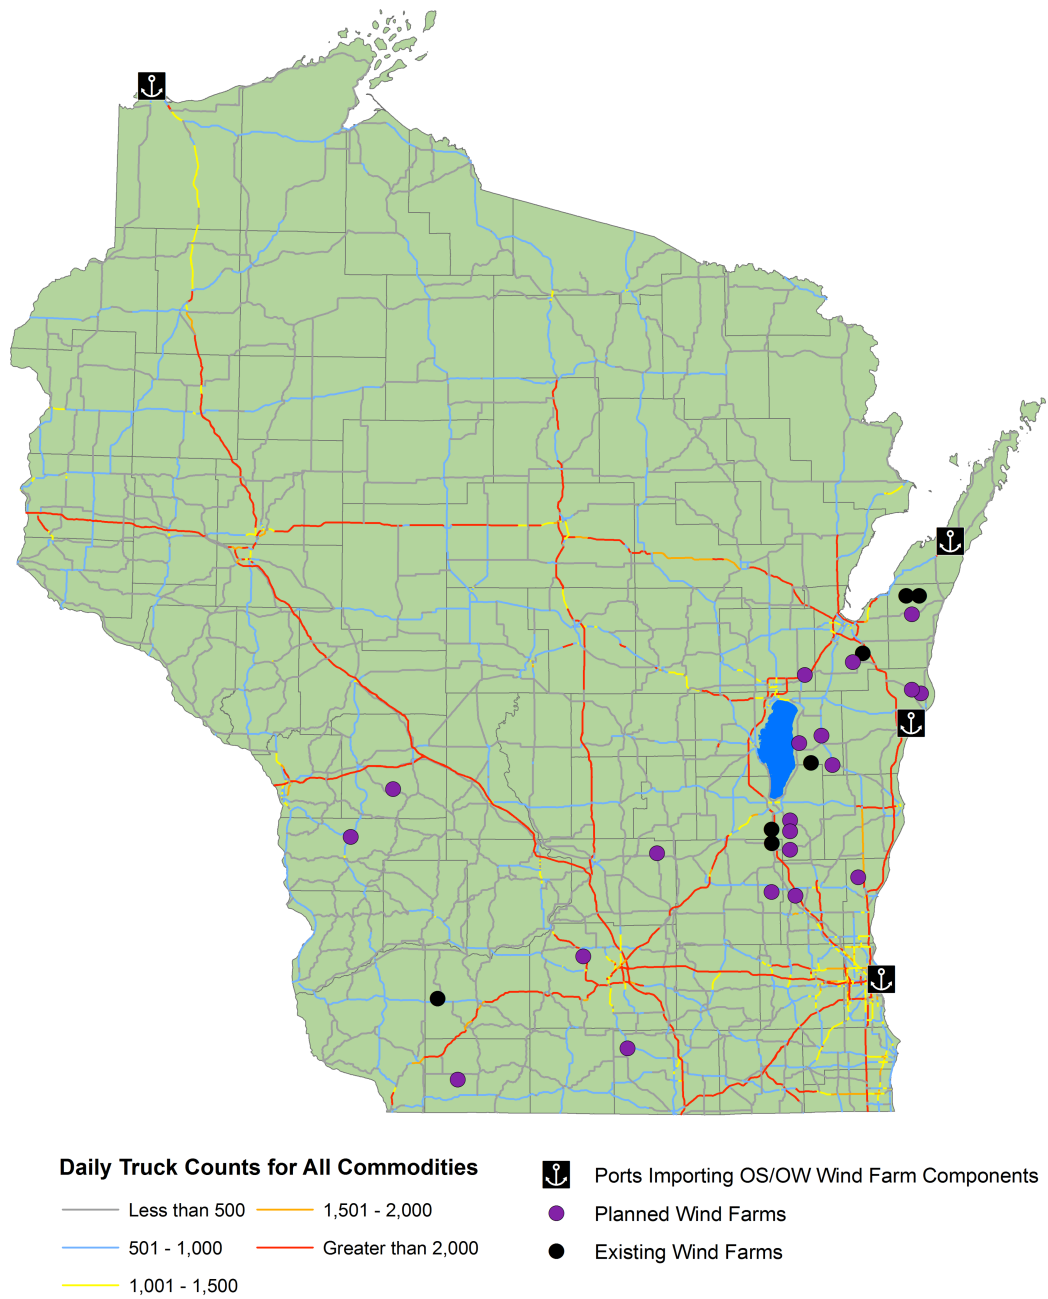 Daily Truck Counts for All Commodities
Less than 500
501 - 1,000
1,001 - 1,500
1,501 - 2,000
Greater than 2,000
Ports Importing OS/OW Wind Farm Components
Planned Wind Farms
Existing Wind Farms